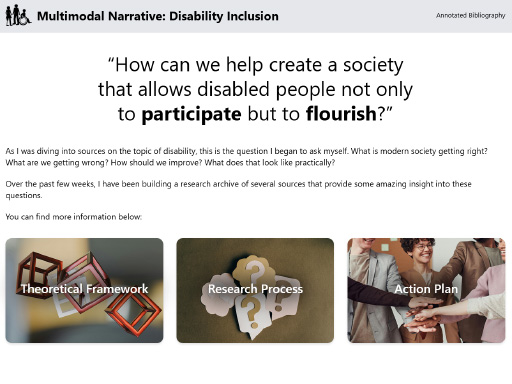 Multimodal Narrative: Disability Inclusion
Annotated Bibliography
“How can we help create a society
that allows disabled people not only
to participate but to flourish?”
As I was diving into sources on the topic of disability, this is the question I began to ask myself. What is modern society getting right?
What are we getting wrong? How should we improve? What does that look like practically?
Over the past few weeks, I have been building a research archive of several sources that provide some amazing insight into these
questions.
You can find more information below:
Theoretical Framework
Research Process
Action Plan